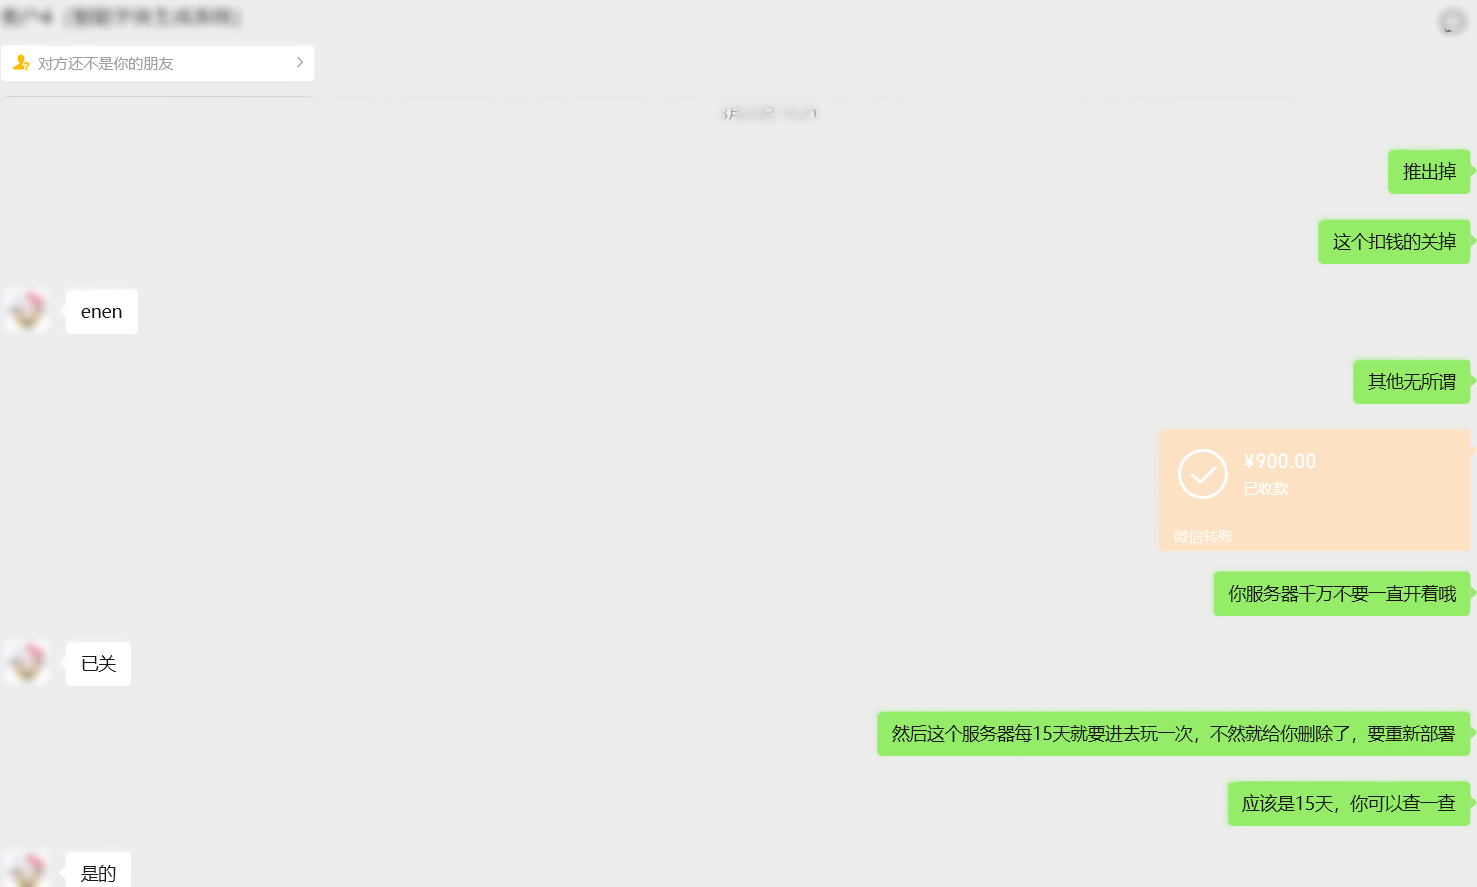 对方还不是你的朋友
推出掉
这个扣钱的关掉
enen
其他无所谓
¥900.00
已收款
微信转账
你服务器千万不要一直开着哦
已关
然后这个服务器每15天就要进去玩一次，不然就给你删除了，要重新部署
应该是15天，你可以查一查
是的